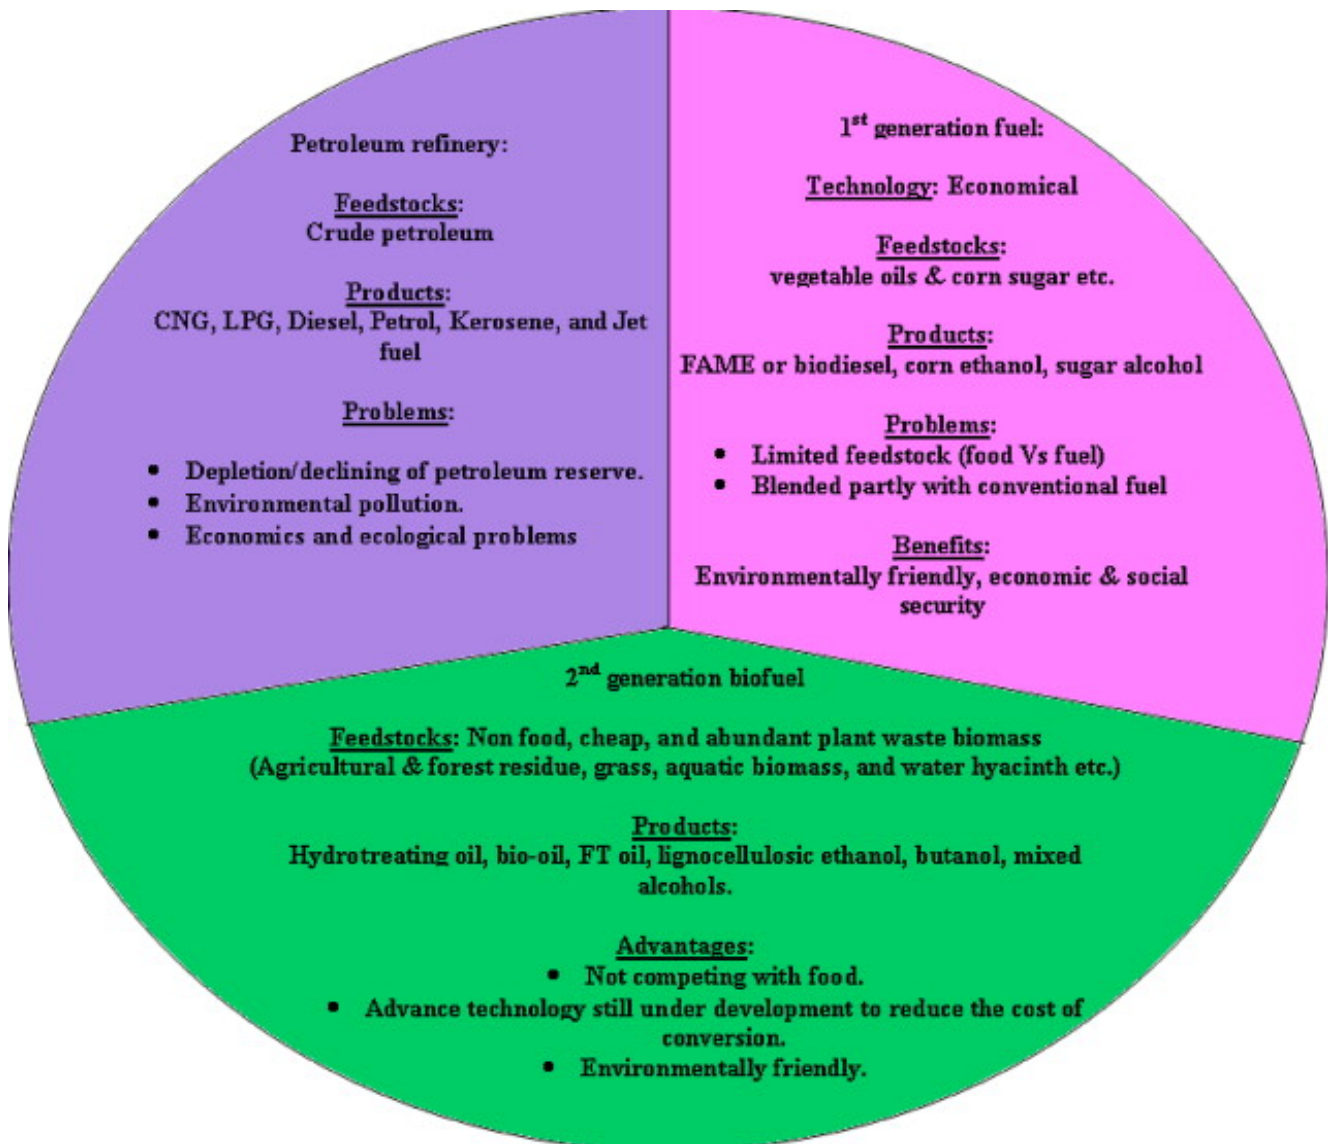 Petroleum refinery:
Feedstocks:
Crude petroleum
Products:
CNG, LPG, Diesel, Petrol, Kerosene, and Jet
fuel
Problems:
• Depletion/declining of petroleum reserve.
• Environmental pollution.
• Economics and ecological problems
1st generation fuel:
Technology: Economical
Feedstocks:
vegetable oils & corn sugar etc.
Products:
FAME or biodiesel, corn ethanol, sugar alcohol
Problems:
• Limited feedstock (food Vs fuel)
• Blended partly with conventional fuel
Benefits:
Environmentally friendly, economic & social
security
2nd generation biofuel
Feedstocks: Non food, cheap, and abundant plant waste biomass
(Agricultural & forest residue, grass, aquatic biomass, and water hyacinth etc.)
Products:
Hydrotreating oil, bio-oil, FT oil, lignocellulosic ethanol, butanol, mixed
alcohols.
Advantages:
• Not competing with food.
• Advance technology still under development to reduce the cost of
conversion.
• Environmentally friendly.